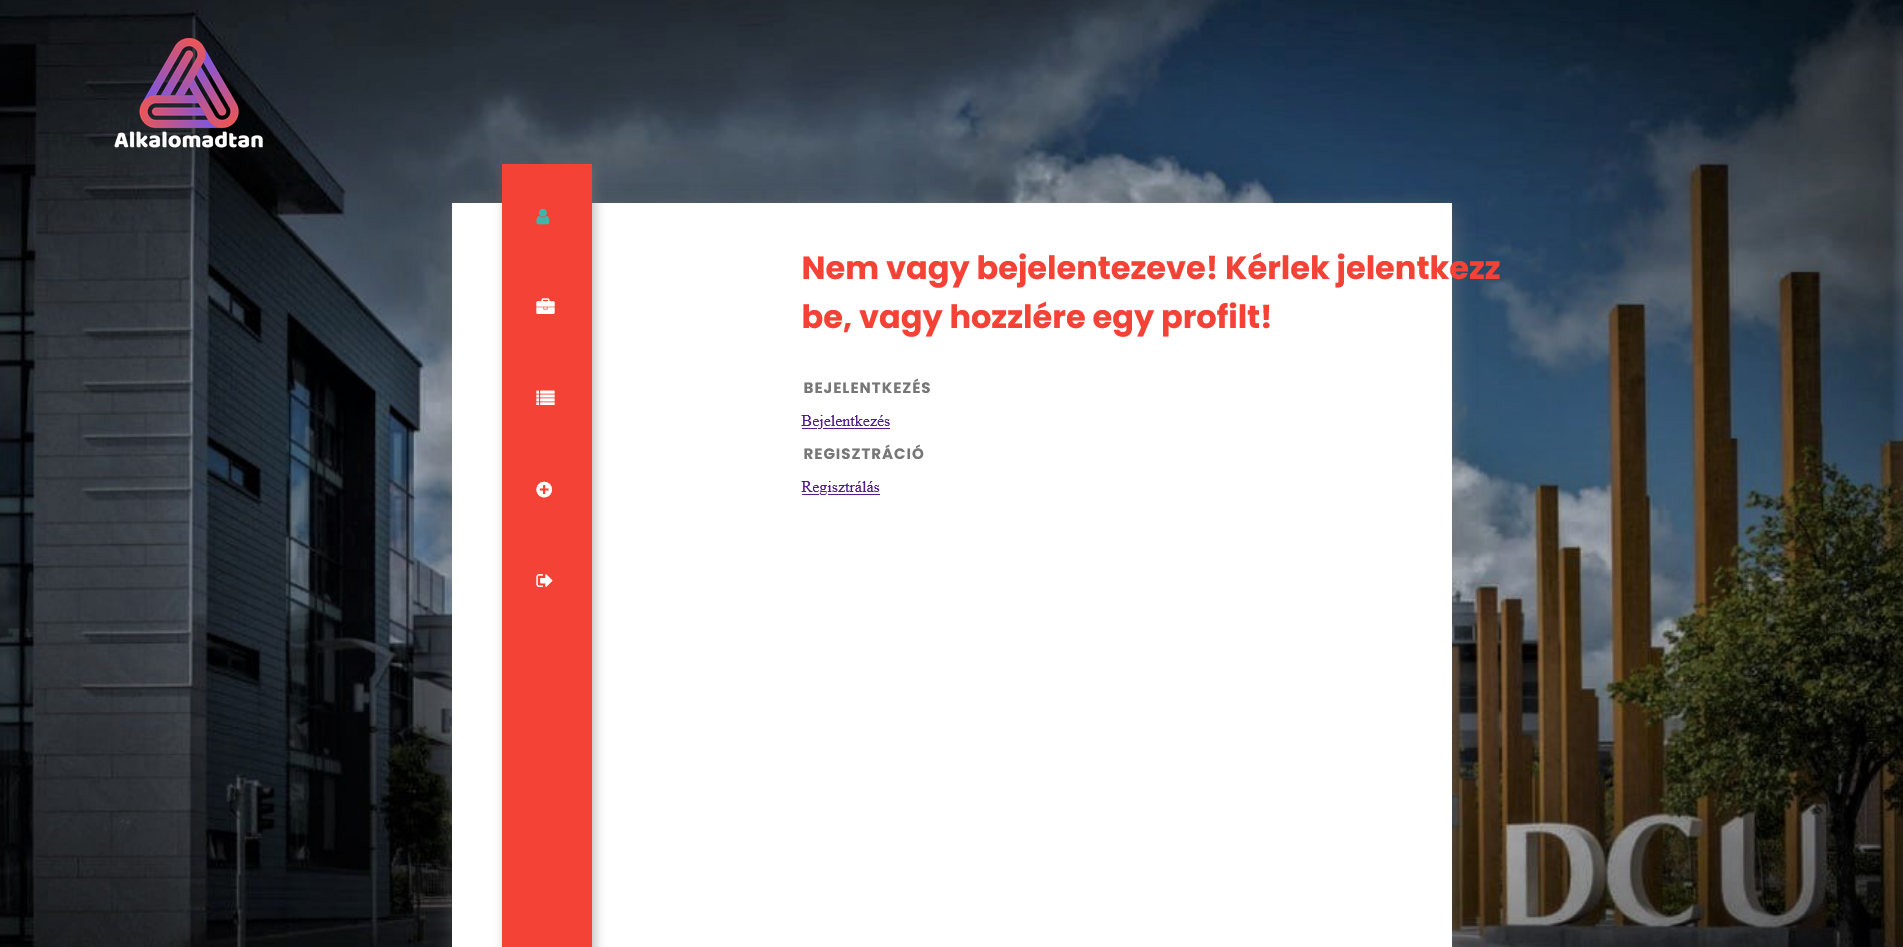 Alkalomadtan
Nem vagy bejelentezeve! Kérlek jelentkezz
be, vagy hozzlére egy profilt!
BEJELENTKEZÉS
Bejelentkezés
REGISZTRÁCIÓ
Regisztrálás
DCU